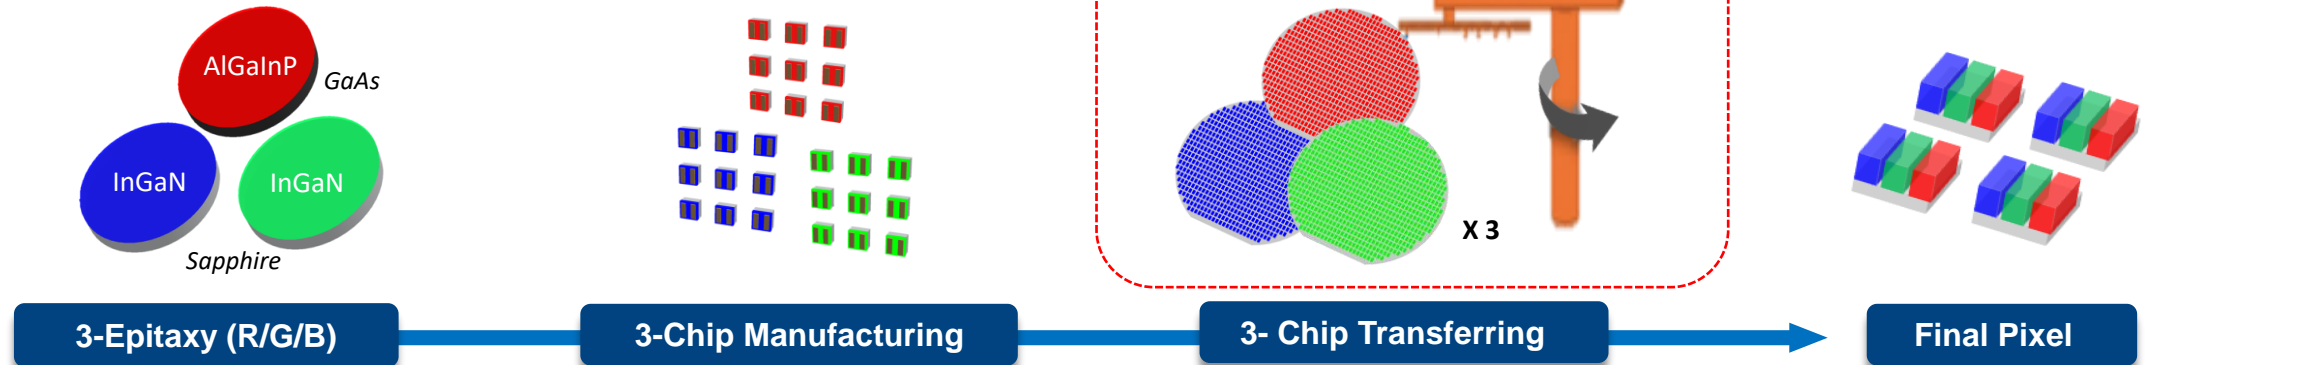 AlGaInP
GaAs
InGaN
InGaN
Sapphire
X 3
3-Epitaxy (R/G/B)
3-Chip Manufacturing
3- Chip Transferring
Final Pixel